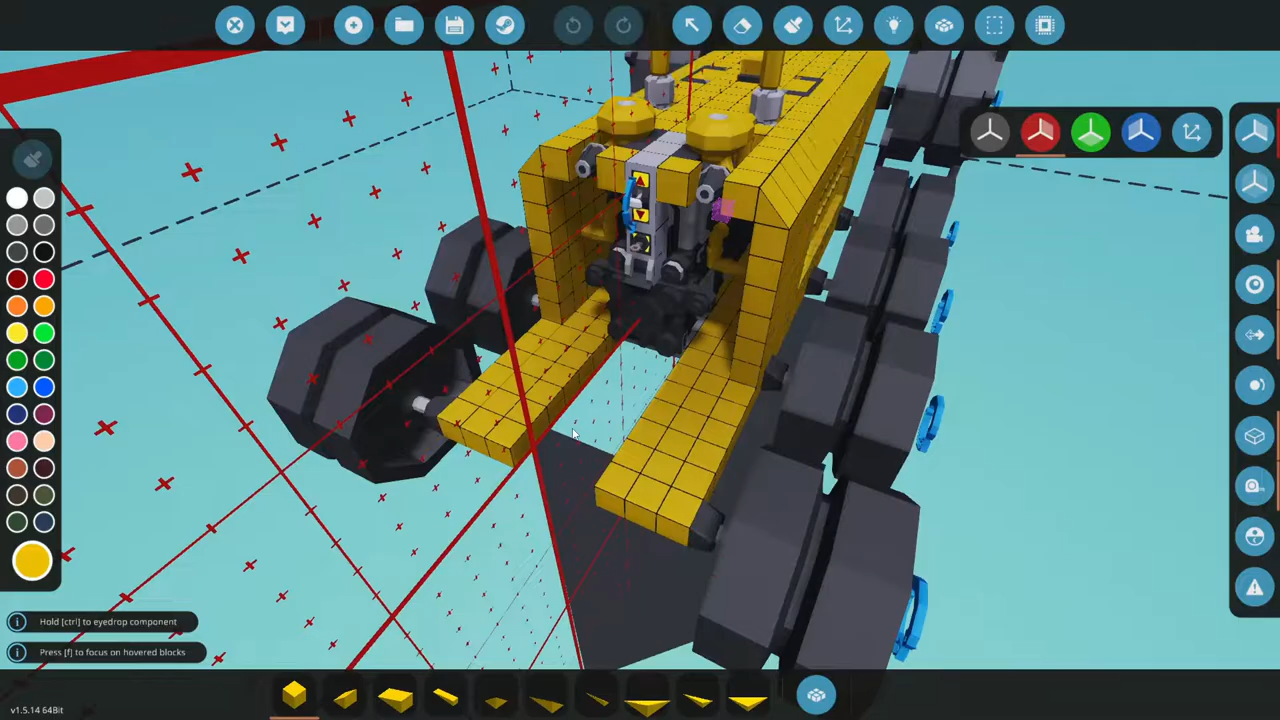 Hold [ctrl] to eyedrop component
Press [f] to focus on hovered blocks
v1.5.14 64Bit